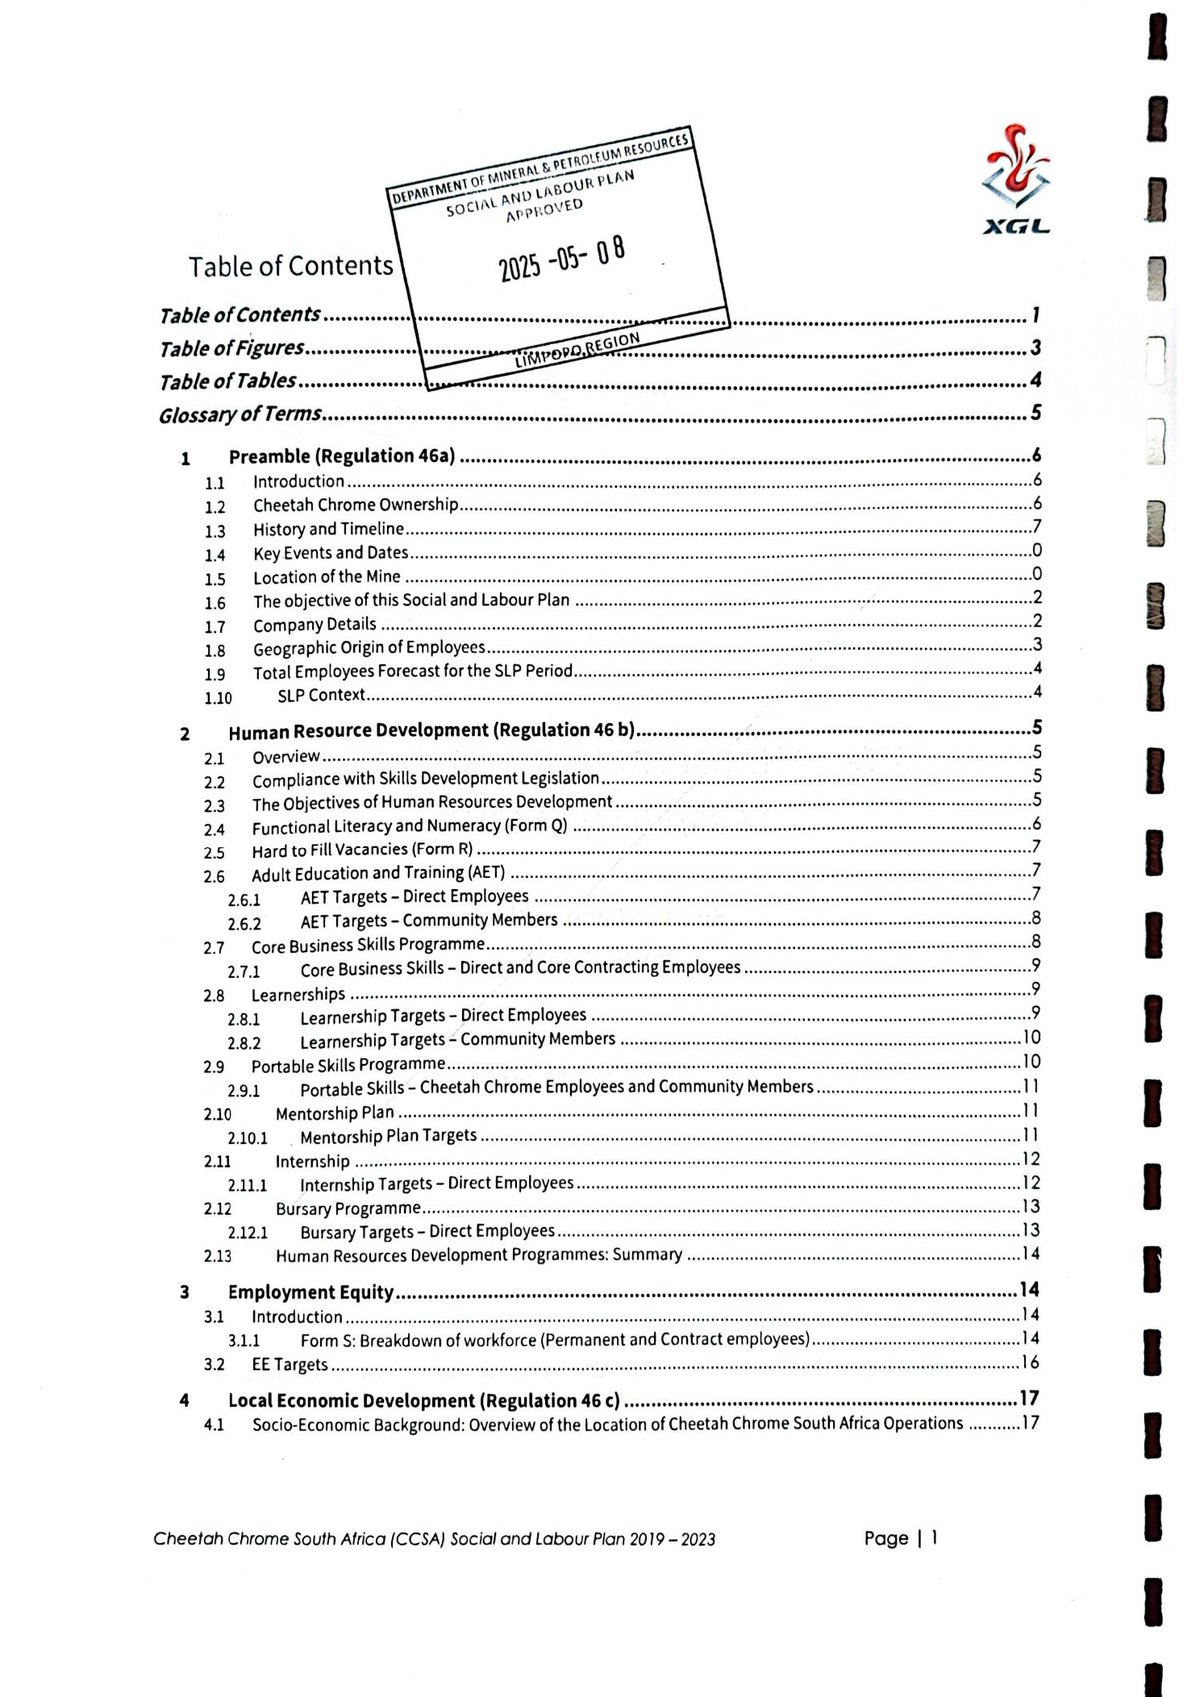 DEPARTMENT OF MINERAL & PETROLEUM RESOURCES
SOCIAL AND LABOUR PLAN
APPROVED
2025 -05- 08
LIMPOPO REGION
XGL
Table of Contents
Table of Contents 1
Table of Figures 3
Table of Tables 4
Glossary of Terms 5
1 Preamble (Regulation 46a) 6
1.1 Introduction 6
1.2 Cheetah Chrome Ownership 6
1.3 History and Timeline 7
1.4 Key Events and Dates 0
1.5 Location of the Mine 0
1.6 The objective of this Social and Labour Plan 2
1.7 Company Details 2
1.8 Geographic Origin of Employees 3
1.9 Total Employees Forecast for the SLP Period 4
1.10 SLP Context 4
2 Human Resource Development (Regulation 46 b) 5
2.1 Overview 5
2.2 Compliance with Skills Development Legislation 5
2.3 The Objectives of Human Resources Development 5
2.4 Functional Literacy and Numeracy (Form Q) 6
2.5 Hard to Fill Vacancies (Form R) 7
2.6 Adult Education and Training (AET) 7
2.6.1 AET Targets – Direct Employees 7
2.6.2 AET Targets – Community Members 8
2.7 Core Business Skills Programme 8
2.7.1 Core Business Skills – Direct and Core Contracting Employees 9
2.8 Learnerships 9
2.8.1 Learnership Targets – Direct Employees 9
2.8.2 Learnership Targets – Community Members 10
2.9 Portable Skills Programme 10
2.9.1 Portable Skills – Cheetah Chrome Employees and Community Members 11
2.10 Mentorship Plan 11
2.10.1 Mentorship Plan Targets 11
2.11 Internship 12
2.11.1 Internship Targets – Direct Employees 12
2.12 Bursary Programme 13
2.12.1 Bursary Targets – Direct Employees 13
2.13 Human Resources Development Programmes: Summary 14
3 Employment Equity 14
3.1 Introduction 14
3.1.1 Form S: Breakdown of workforce (Permanent and Contract employees) 14
3.2 EE Targets 16
4 Local Economic Development (Regulation 46 c) 17
4.1 Socio-Economic Background: Overview of the Location of Cheetah Chrome South Africa Operations 17
Cheetah Chrome South Africa (CCSA) Social and Labour Plan 2019 – 2023 Page | 1